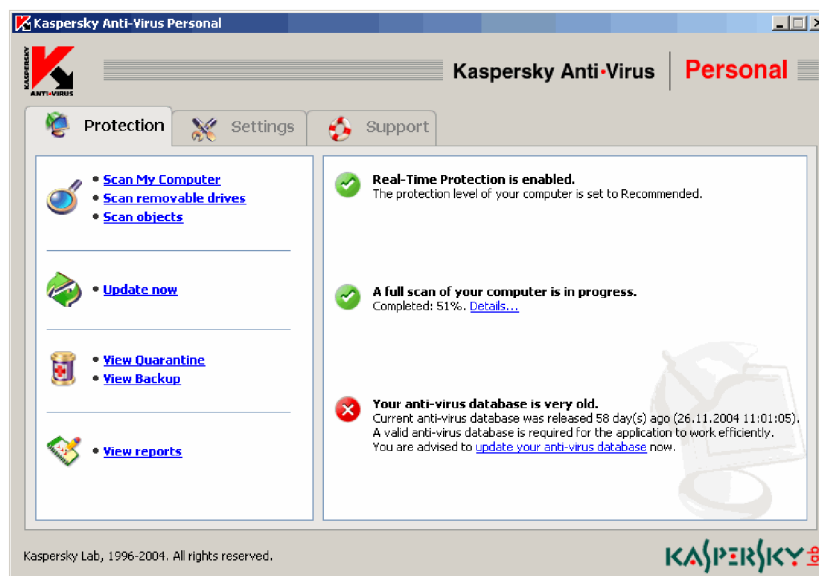 Kaspersky Anti-Virus Personal
KASPERSKY
ANTI-VIRUS
Kaspersky Anti-Virus Personal
Protection Settings Support
• Scan My Computer
• Scan removable drives
• Scan objects
• Update now
• View Quarantine
• View Backup
• View reports
Real-Time Protection is enabled.
The protection level of your computer is set to Recommended.
A full scan of your computer is in progress.
Completed: 51%. Details...
Your anti-virus database is very old.
Current anti-virus database was released 58 day(s) ago (26.11.2004 11:01:05).
A valid anti-virus database is required for the application to work efficiently.
You are advised to update your anti-virus database now.
Kaspersky Lab, 1996-2004. All rights reserved.
KASPERSKY lab